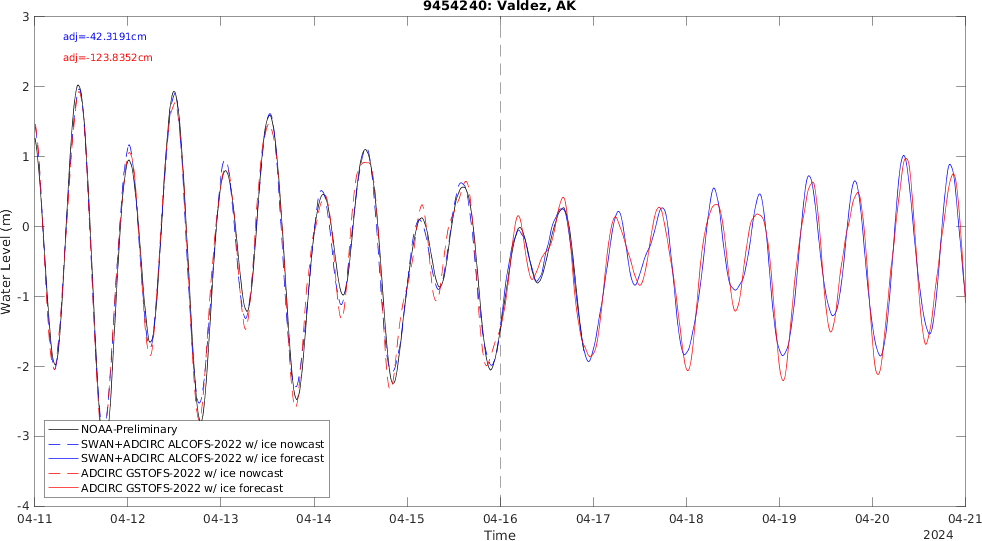 9454240: Valdez, AK
adj=-42.3191cm
adj=-123.8352cm
Water Level (m)
3
2
1
0
-1
-2
-3
-4
NOAA-Preliminary
SWAN+ADCIRC ALCOFS-2022 w/ ice nowcast
SWAN+ADCIRC ALCOFS-2022 w/ ice forecast
ADCIRC GSTOFS-2022 w/ ice nowcast
ADCIRC GSTOFS-2022 w/ ice forecast
04-11 04-12 04-13 04-14 04-15 04-16 04-17 04-18 04-19 04-20 04-21
Time
2024